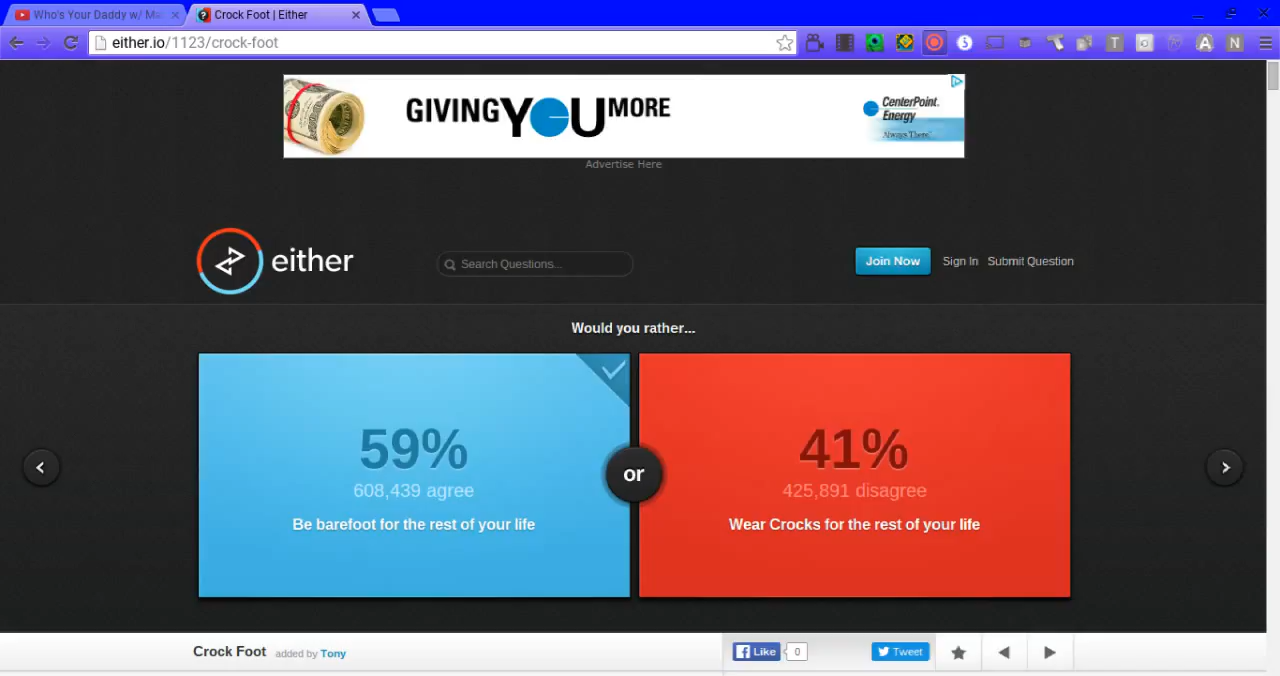 Who's Your Daddy w/
Crock Foot | Either
either.io/1123/crock-foot
GIVING YOU MORE
CenterPoint.
Energy
Always There.
Advertise Here
either
Search Questions...
Join Now
Sign In
Submit Question
Would you rather...
59%
608,439 agree
Be barefoot for the rest of your life
or
41%
425,891 disagree
Wear Crocks for the rest of your life
Crock Foot added by Tony
Like
0
Tweet